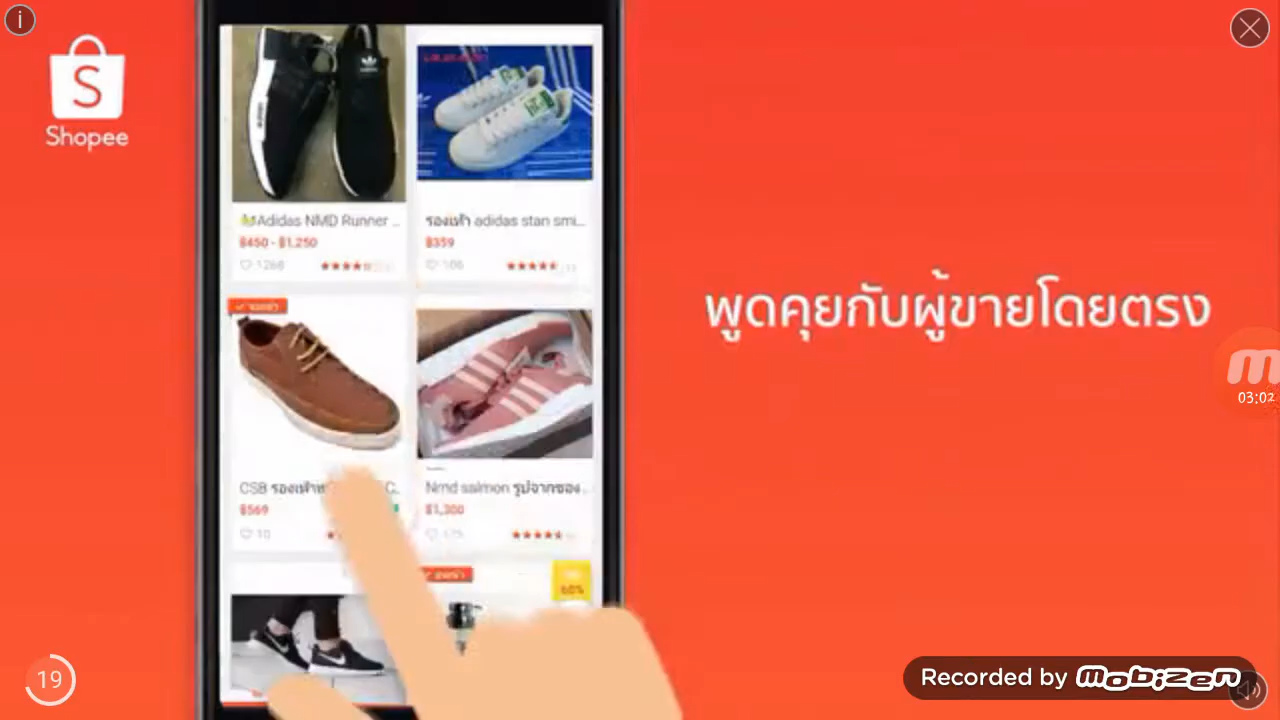 i
S
Shopee
Adidas NMD Runner ...
฿450 - ฿1,250
1268
รองเท้า adidas stan smi...
฿359
106
พูดคุยกับผู้ขายโดยตรง
CSB
C..
฿569
10
Nmd salmon รูปจากของ..
฿1,300
175
60%
03:02
19
Recorded by mobizen